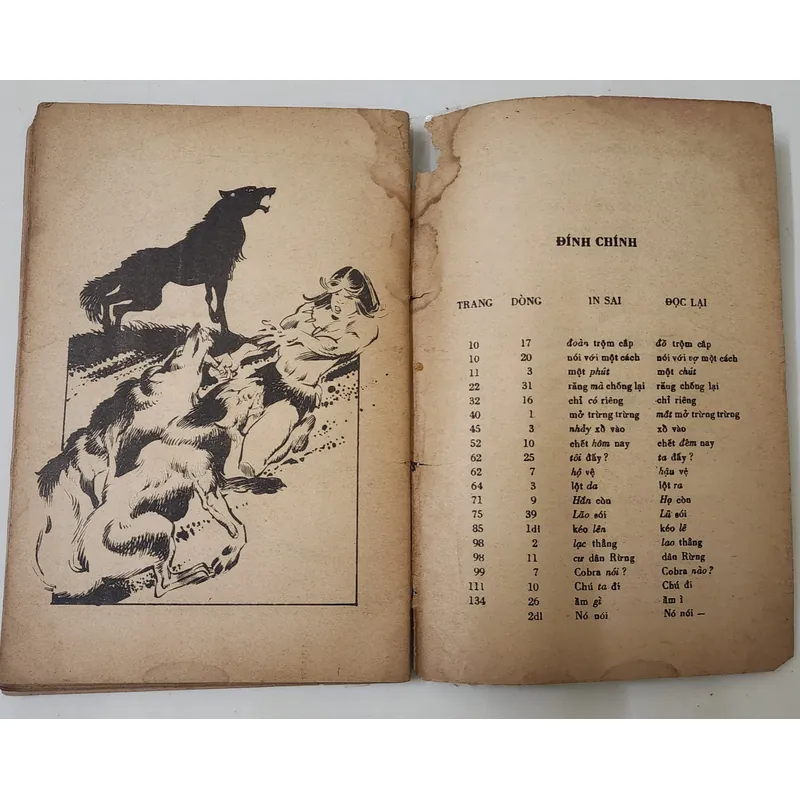 ĐÍNH CHÍNH
TRANG DÒNG IN SAI ĐỌC LẠI
10 17 đoàn trộm cắp đồ trộm cắp
10 20 nói với một cách nói với vợ một cách
11 3 một phút một chút
22 31 răng mà chống lại răng chống lại
32 16 chỉ có riêng chỉ riêng
40 1 mở trừng trừng mắt mở trừng trừng
45 3 nhảy xồ vào xồ vào
52 10 chết hôm nay chết đêm nay
62 25 tôi đấy? ta đấy?
62 7 hộ vệ hậu vệ
64 3 lột da lột ra
71 9 Hắn còn Họ còn
75 39 Lão sói Lũ sói
85 1dl kéo lên kéo lê
98 2 lạc thẳng lao thẳng
98 11 cư dân Rừng dân Rừng
99 7 Cobra nói? Cobra nào?
111 10 Chú ta đi Chú đi
134 26 ầm gì ầm ì
2dl Nó nói Nó nói —